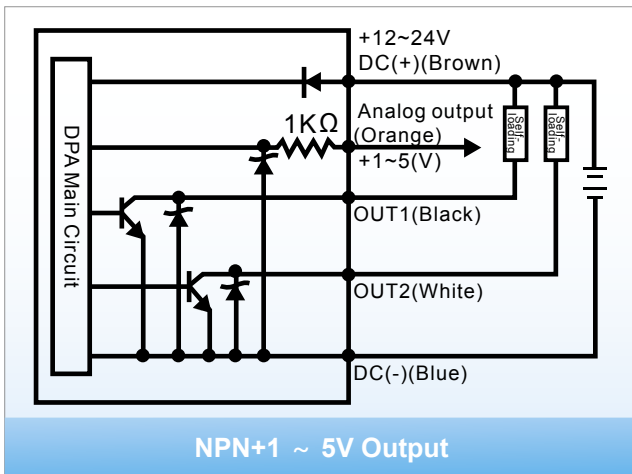 +12~24V
DC(+)(Brown)
Analog output
(Orange)
+1~5(V)
1KΩ
DPA Main Circuit
Self-
loading
Self-
loading
OUT1(Black)
OUT2(White)
DC(-)(Blue)
NPN+1 ~ 5V Output